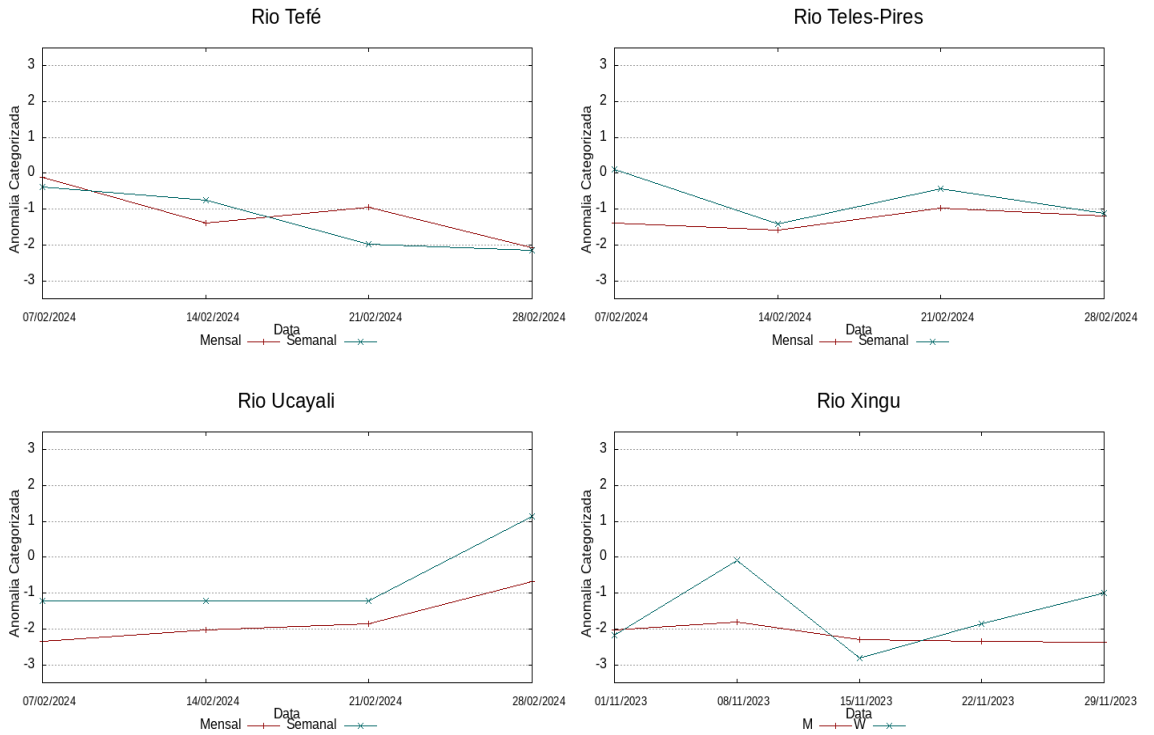 Rio Tefé
3
2
1
0
-1
-2
-3
Anomalia Categorizada
07/02/2024 14/02/2024 21/02/2024 28/02/2024
Data
Mensal Semanal
Rio Teles-Pires
3
2
1
0
-1
-2
-3
Anomalia Categorizada
07/02/2024 14/02/2024 21/02/2024 28/02/2024
Data
Mensal Semanal
Rio Ucayali
3
2
1
0
-1
-2
-3
Anomalia Categorizada
07/02/2024 14/02/2024 21/02/2024 28/02/2024
Data
Mensal Semanal
Rio Xingu
3
2
1
0
-1
-2
-3
Anomalia Categorizada
01/11/2023 08/11/2023 15/11/2023 22/11/2023 29/11/2023
Data
M W